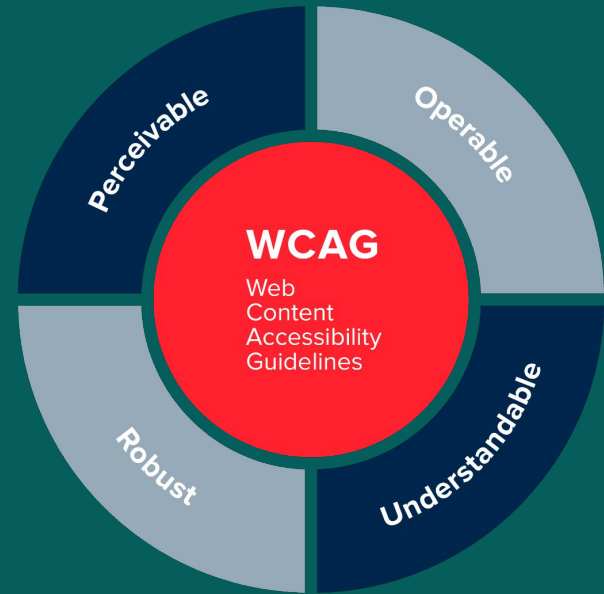 Perceivable
Operable
WCAG
Web
Content
Accessibility
Guidelines
Robust
Understandable